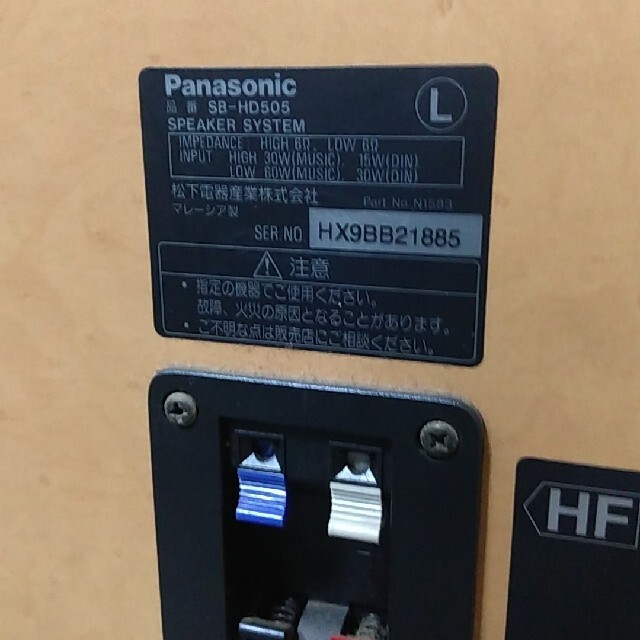 Panasonic
L
品番 SB-HD505
SPEAKER SYSTEM
IMPEDANCE HIGH 6Ω, LOW 6Ω
INPUT HIGH 30W(MUSIC), 15W(DIN)
LOW 60W(MUSIC), 30W(DIN)
松下電器産業株式会社
マレーシア製 Part No. N1583
SER.NO HX9BB21885
注意
・指定の機器でご使用ください。
故障、火災の原因となることがあります。
・ご不明な点は販売店にご相談ください。
HF